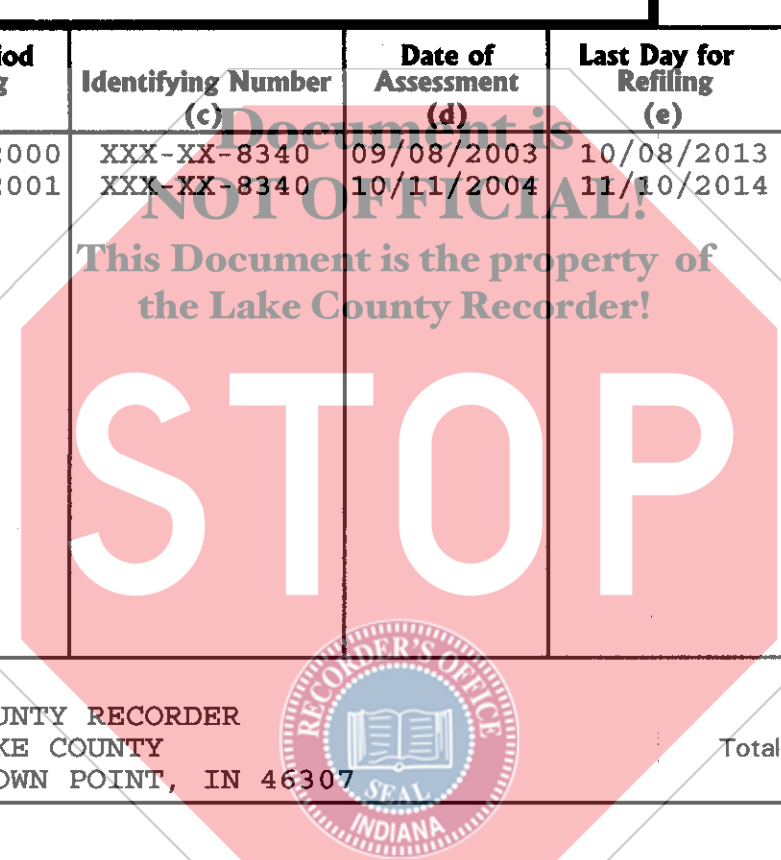 iod
g
Identifying Number
(c)
Date of
Assessment
(d)
Last Day for
Refiling
(e)
2000 XXX-XX-8340 09/08/2003 10/08/2013
2001 XXX-XX-8340 10/11/2004 11/10/2014
Document is
NOT OFFICIAL!
This Document is the property of
the Lake County Recorder!
STOP
UNTY RECORDER
KE COUNTY
OWN POINT, IN 46307
Total
RECORDER'S OFFICE
SEAL
INDIANA